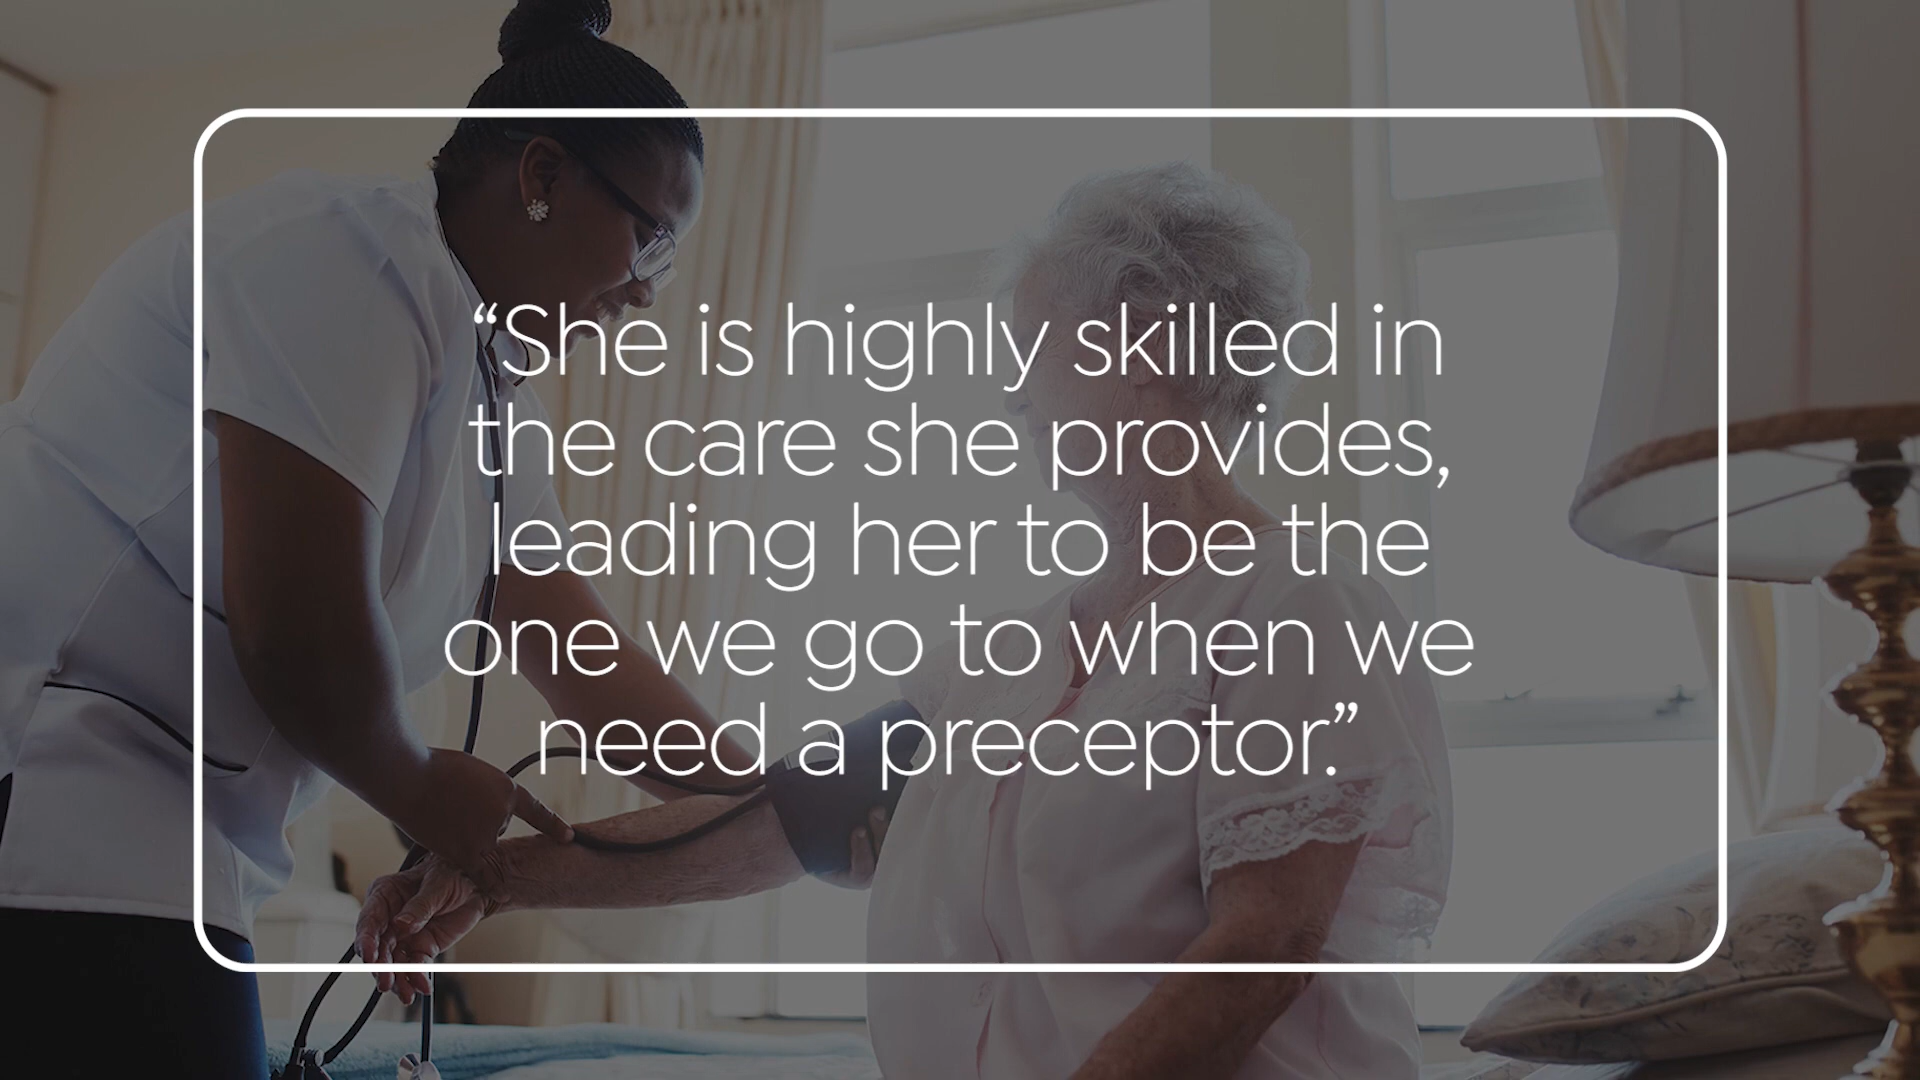 “She is highly skilled in
the care she provides,
leading her to be the
one we go to when we
need a preceptor.”